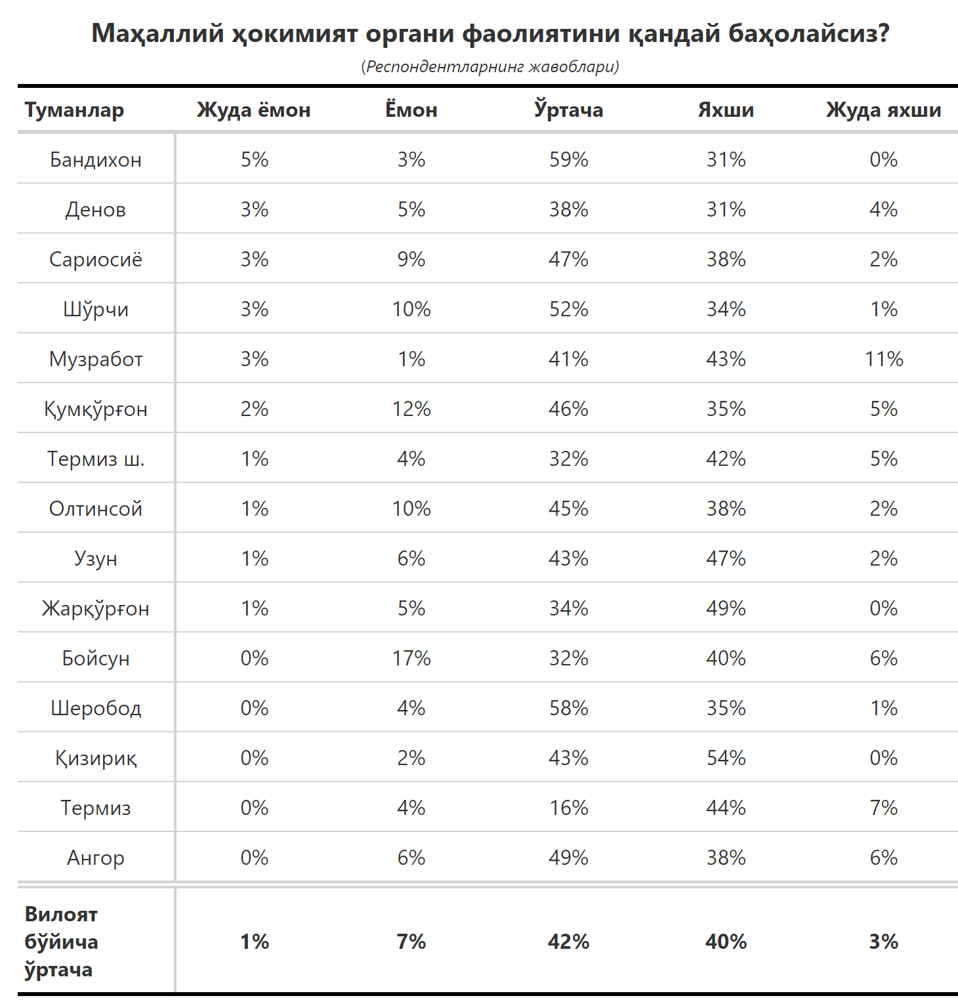 Маҳаллий ҳокимият органи фаолиятини қандай баҳолайсиз?
(Респондентларнинг жавоблари)
Туманлар Жуда ёмон Ёмон Ўртача Яхши Жуда яхши
Бандихон 5% 3% 59% 31% 0%
Денов 3% 5% 38% 31% 4%
Сариосиё 3% 9% 47% 38% 2%
Шўрчи 3% 10% 52% 34% 1%
Музработ 3% 1% 41% 43% 11%
Қумқўрғон 2% 12% 46% 35% 5%
Термиз ш. 1% 4% 32% 42% 5%
Олтинсой 1% 10% 45% 38% 2%
Узун 1% 6% 43% 47% 2%
Жарқўрғон 1% 5% 34% 49% 0%
Бойсун 0% 17% 32% 40% 6%
Шеробод 0% 4% 58% 35% 1%
Қизириқ 0% 2% 43% 54% 0%
Термиз 0% 4% 16% 44% 7%
Ангор 0% 6% 49% 38% 6%
Вилоят
бўйича 1% 7% 42% 40% 3%
ўртача